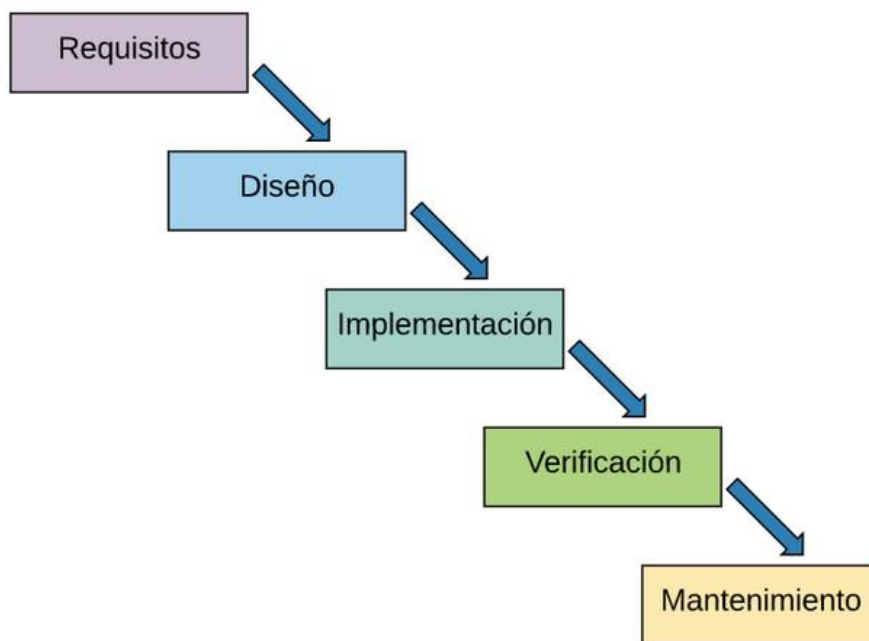 Requisitos
Diseño
Implementación
Verificación
Mantenimiento